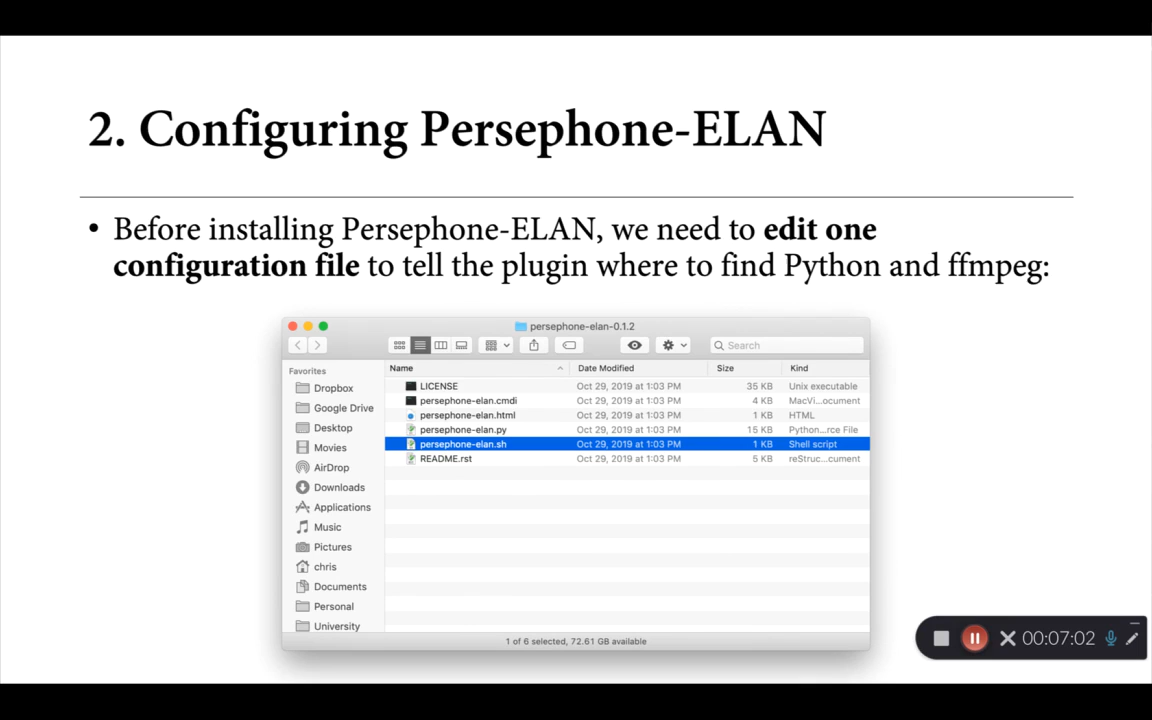 2. Configuring Persephone-ELAN
• Before installing Persephone-ELAN, we need to edit one
configuration file to tell the plugin where to find Python and ffmpeg:
persephone-elan-0.1.2
Search
Favorites
Dropbox
Google Drive
Desktop
Movies
AirDrop
Downloads
Applications
Music
Pictures
chris
Documents
Personal
University
Name Date Modified Size Kind
LICENSE Oct 29, 2019 at 1:03 PM 35 KB Unix executable
persephone-elan.cmdi Oct 29, 2019 at 1:03 PM 4 KB MacVi...ocument
persephone-elan.html Oct 29, 2019 at 1:03 PM 1 KB HTML
persephone-elan.py Oct 29, 2019 at 1:03 PM 15 KB Python...rce File
persephone-elan.sh Oct 29, 2019 at 1:03 PM 1 KB Shell script
README.rst Oct 29, 2019 at 1:03 PM 5 KB reStruc...cument
1 of 6 selected, 72.61 GB available
00:07:02